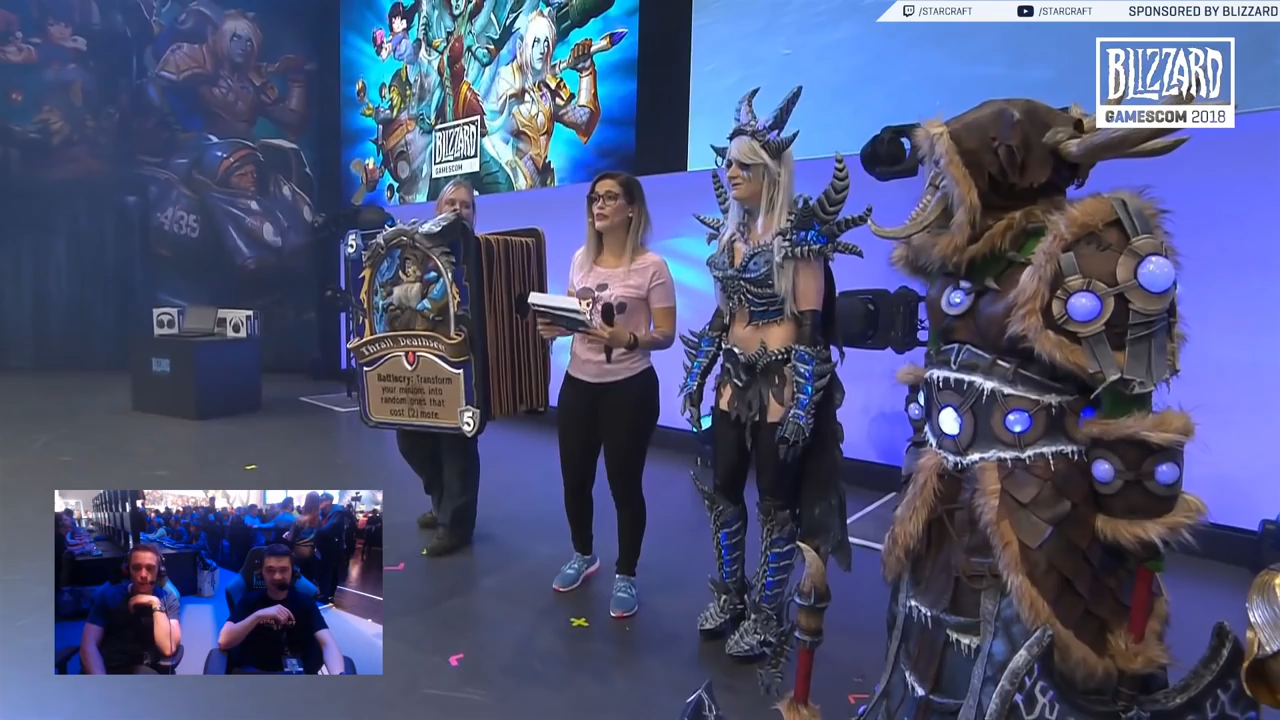 /STARCRAFT
/STARCRAFT
SPONSORED BY BLIZZARD
BLIZZARD
GAMESCOM 2018
BLIZZARD
GAMESCOM
435
5
Thrall, Deathseer
Battlecry: Transform
your minions into
random ones that
cost (2) more.
5